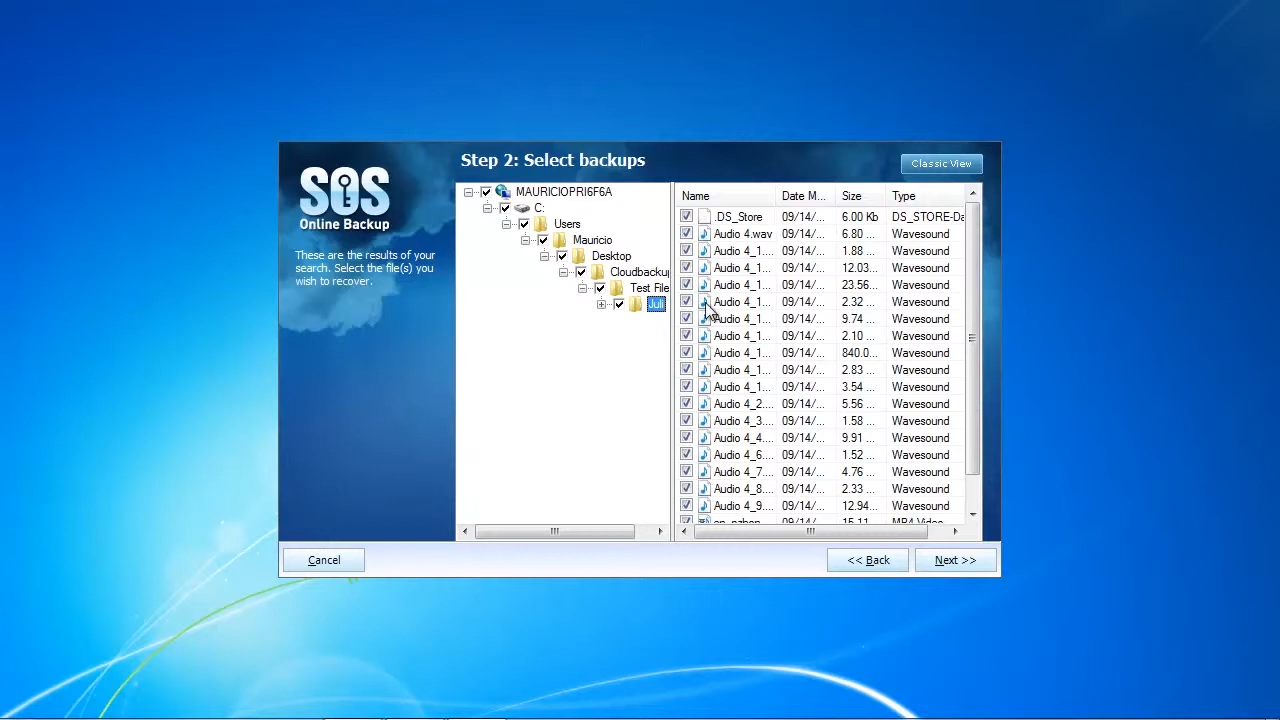 Step 2: Select backups
Classic View
SOS
Online Backup
These are the results of your
search. Select the file(s) you
wish to recover.
MAURICIOPRI6F6A
C:
Users
Mauricio
Desktop
Cloudbacku
Test File
Juli
Name Date M... Size Type
.DS_Store 09/14/... 6.00 Kb DS_STORE-Da
Audio 4.wav 09/14/... 6.80 ... Wavesound
Audio 4_1... 09/14/... 1.88 ... Wavesound
Audio 4_1... 09/14/... 12.03... Wavesound
Audio 4_1... 09/14/... 23.56... Wavesound
Audio 4_1... 09/14/... 2.32 ... Wavesound
Audio 4_1... 09/14/... 9.74 ... Wavesound
Audio 4_1... 09/14/... 2.10 ... Wavesound
Audio 4_1... 09/14/... 840.0... Wavesound
Audio 4_1... 09/14/... 2.83 ... Wavesound
Audio 4_1... 09/14/... 3.54 ... Wavesound
Audio 4_2.... 09/14/... 5.56 ... Wavesound
Audio 4_3.... 09/14/... 1.58 ... Wavesound
Audio 4_4.... 09/14/... 9.91 ... Wavesound
Audio 4_6.... 09/14/... 1.52 ... Wavesound
Audio 4_7.... 09/14/... 4.76 ... Wavesound
Audio 4_8.... 09/14/... 2.33 ... Wavesound
Audio 4_9.... 09/14/... 12.94... Wavesound
09/14/... 15.11 MP4 Video
Cancel
<< Back
Next >>